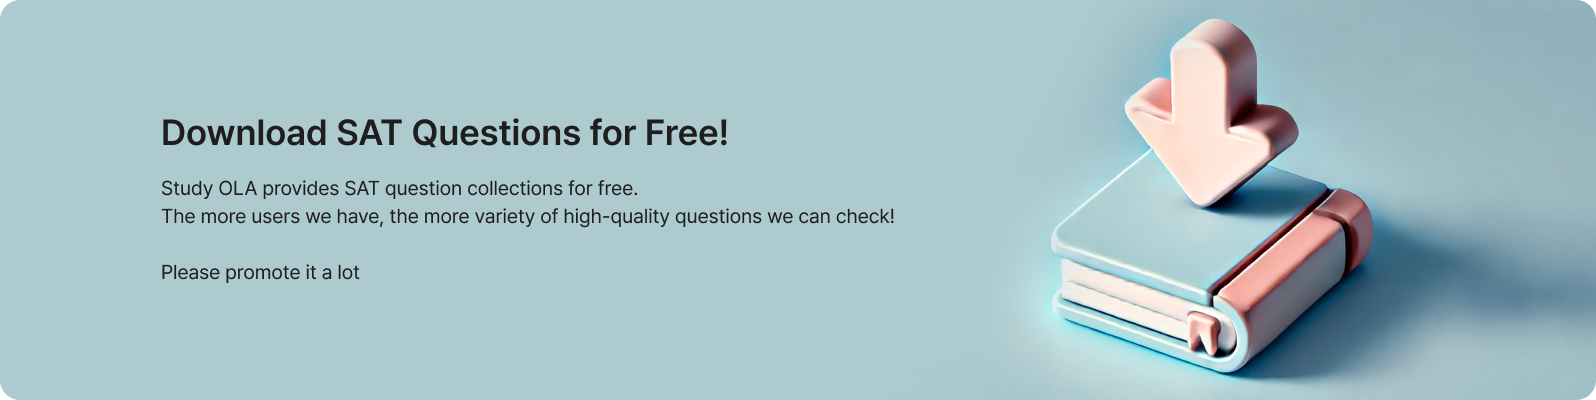 Download SAT Questions for Free!
Study OLA provides SAT question collections for free.
The more users we have, the more variety of high-quality questions we can check!
Please promote it a lot